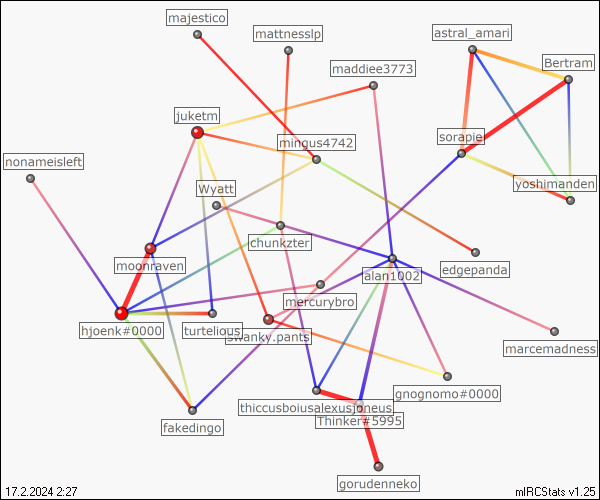 majestico
mattnesslp
astral_amari
maddiee3773
Bertram
juketm
sorapie
mingus4742
nonameisleft
Wyatt
yoshimanden
chunkzter
moonraven
edgepanda
alan1002
mercurybro
hjoenk#0000
turtelious
swanky.pants
marcemadness
gnognomo#0000
thiccusboiusalexusjoneus
Thinker#5995
fakedingo
gorudenneko
17.2.2024 2:27
mIRCStats v1.25